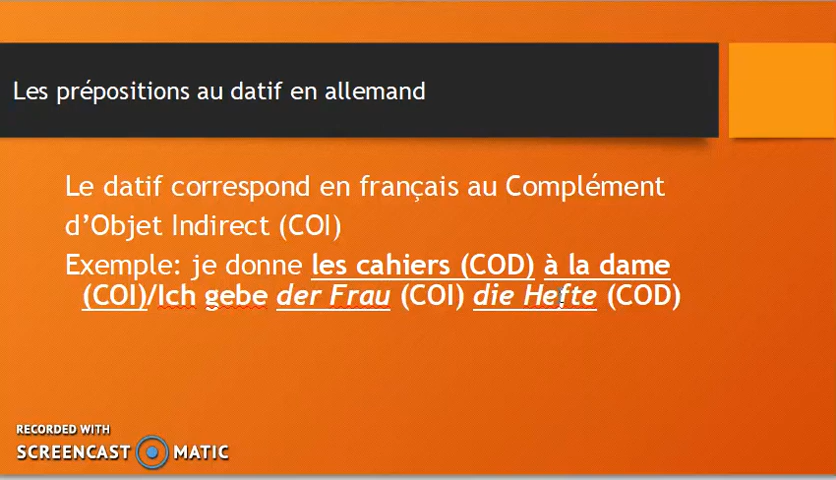 Les prépositions au datif en allemand
Le datif correspond en français au Complément
d’Objet Indirect (COI)
Exemple: je donne les cahiers (COD) à la dame
(COI)/Ich gebe der Frau (COI) die Hefte (COD)
RECORDED WITH
SCREENCAST MATIC